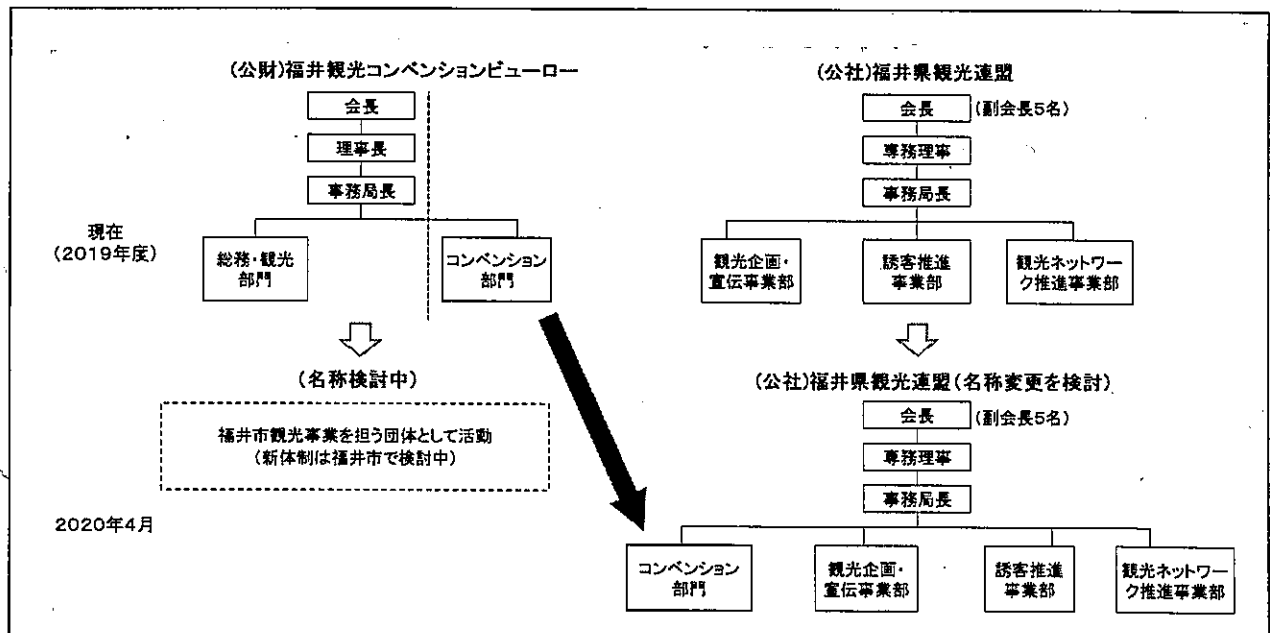 (公財)福井観光コンベンションビューロー
会長
理事長
事務局長
総務・観光
部門
コンベンション
部門
(公社)福井県観光連盟
会長
(副会長5名)
専務理事
事務局長
観光企画・
宣伝事業部
誘客推進
事業部
観光ネットワー
ク推進事業部
現在
(2019年度)
(名称検討中)
福井市観光事業を担う団体として活動
(新体制は福井市で検討中)
(公社)福井県観光連盟(名称変更を検討)
会長
(副会長5名)
専務理事
事務局長
2020年4月
コンベンション
部門
観光企画・
宣伝事業部
誘客推進
事業部
観光ネットワー
ク推進事業部